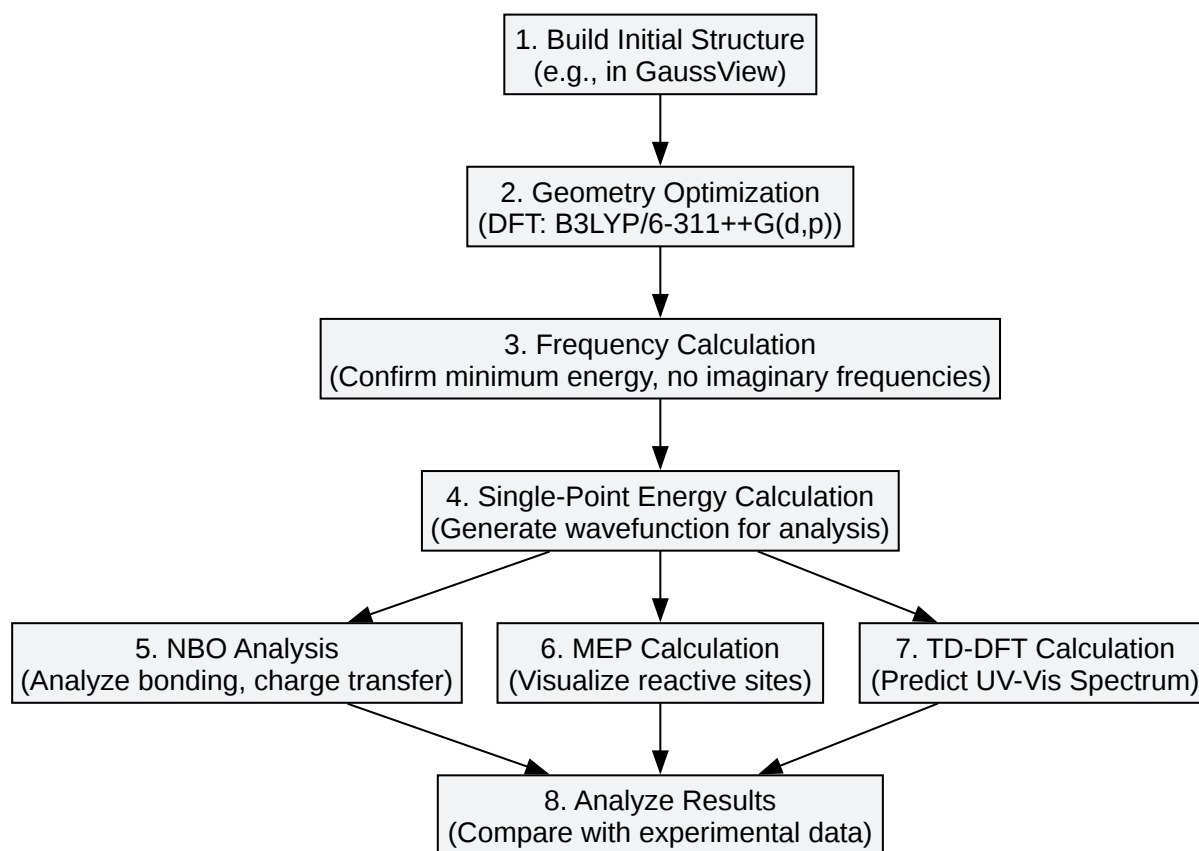 1. Build Initial Structure
(e.g., in GaussView)
2. Geometry Optimization
(DFT: B3LYP/6-311++G(d,p))
3. Frequency Calculation
(Confirm minimum energy, no imaginary frequencies)
4. Single-Point Energy Calculation
(Generate wavefunction for analysis)
5. NBO Analysis
(Analyze bonding, charge transfer)
6. MEP Calculation
(Visualize reactive sites)
7. TD-DFT Calculation
(Predict UV-Vis Spectrum)
8. Analyze Results
(Compare with experimental data)